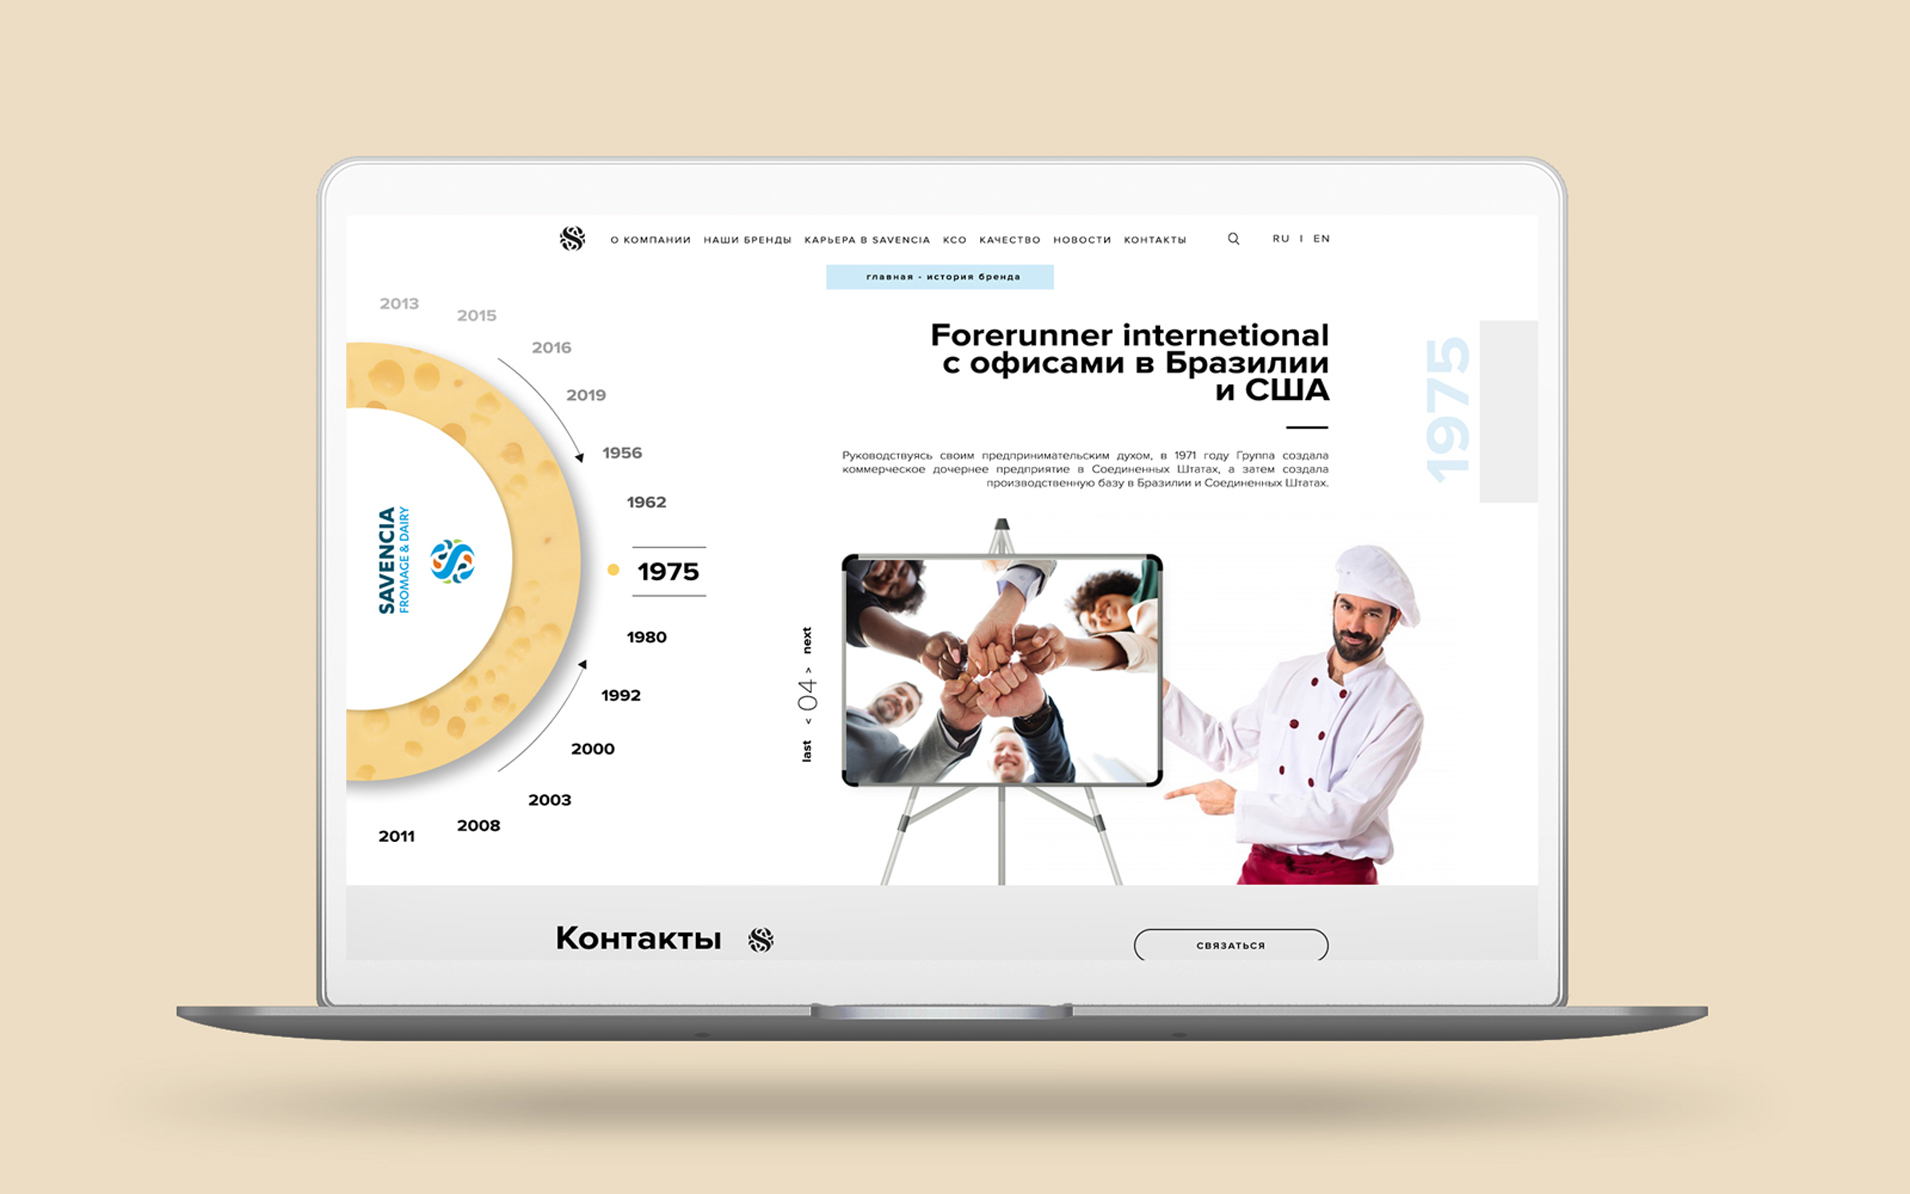 О КОМПАНИИ НАШИ БРЕНДЫ КАРЬЕРА В SAVENCIA КСО КАЧЕСТВО НОВОСТИ КОНТАКТЫ RU I EN
главная - история бренда
2013
2015
2016
2019
1956
1962
1975
1980
1992
2000
2003
2008
2011
SAVENCIA
FROMAGE & DAIRY
Forerunner internetional
с офисами в Бразилии
и США
1975
Руководствуясь своим предпринимательским духом, в 1971 году Группа создала
коммерческое дочернее предприятие в Соединенных Штатах, а затем создала
производственную базу в Бразилии и Соединенных Штатах.
last < 04 > next
Контакты
СВЯЗАТЬСЯ